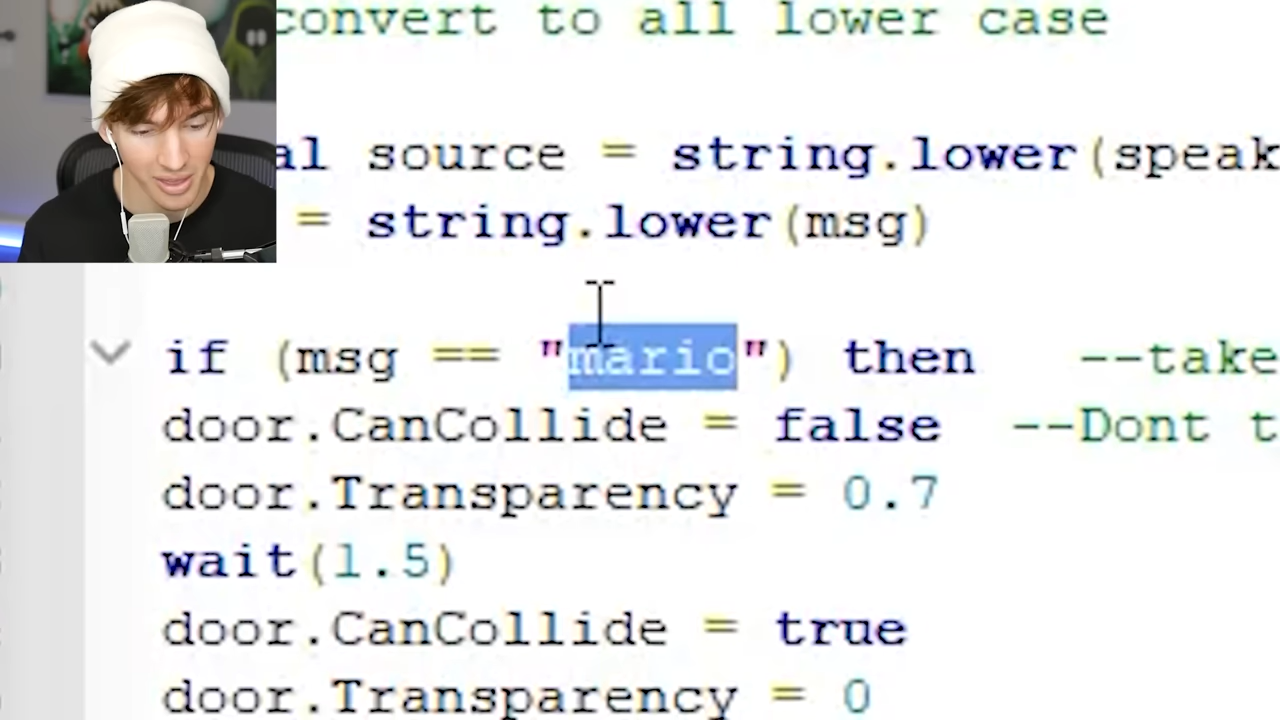 convert to all lower case
al source = string.lower(speak
= string.lower(msg)
if (msg == "mario") then --take
door.CanCollide = false --Dont t
door.Transparency = 0.7
wait(1.5)
door.CanCollide = true
door.Transparency = 0